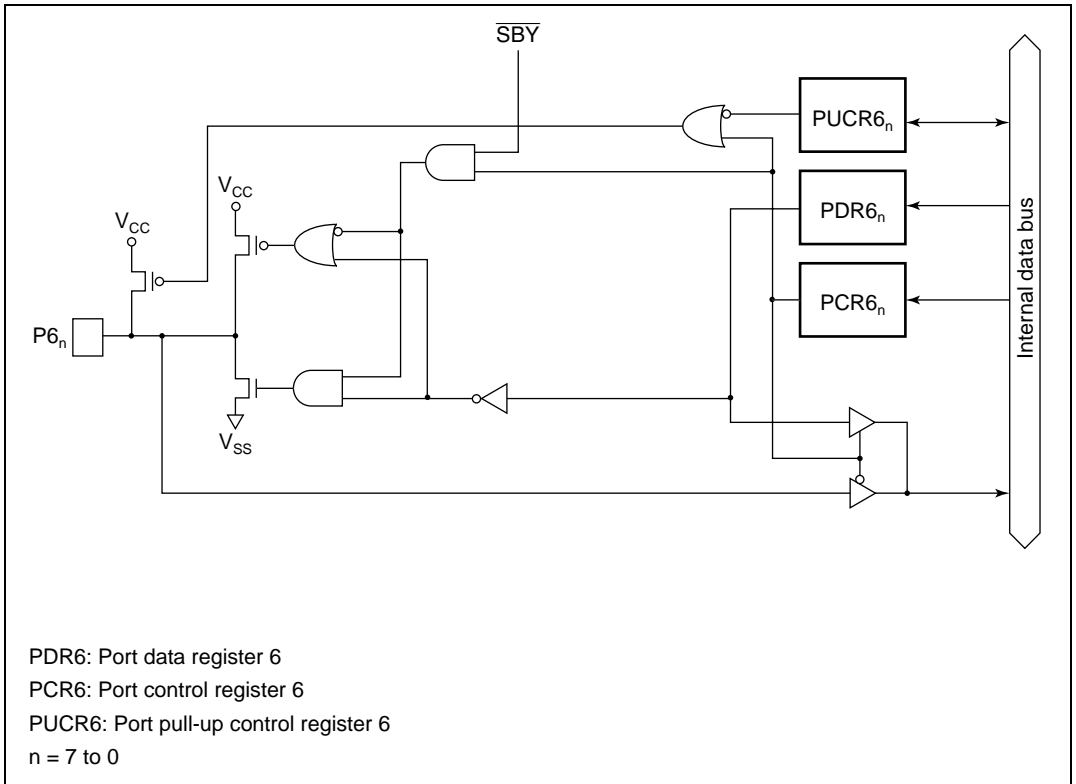 SBY
PUCR6n
VCC
PDR6n
VCC
PCR6n
P6n
VSS
Internal data bus
PDR6: Port data register 6
PCR6: Port control register 6
PUCR6: Port pull-up control register 6
n = 7 to 0